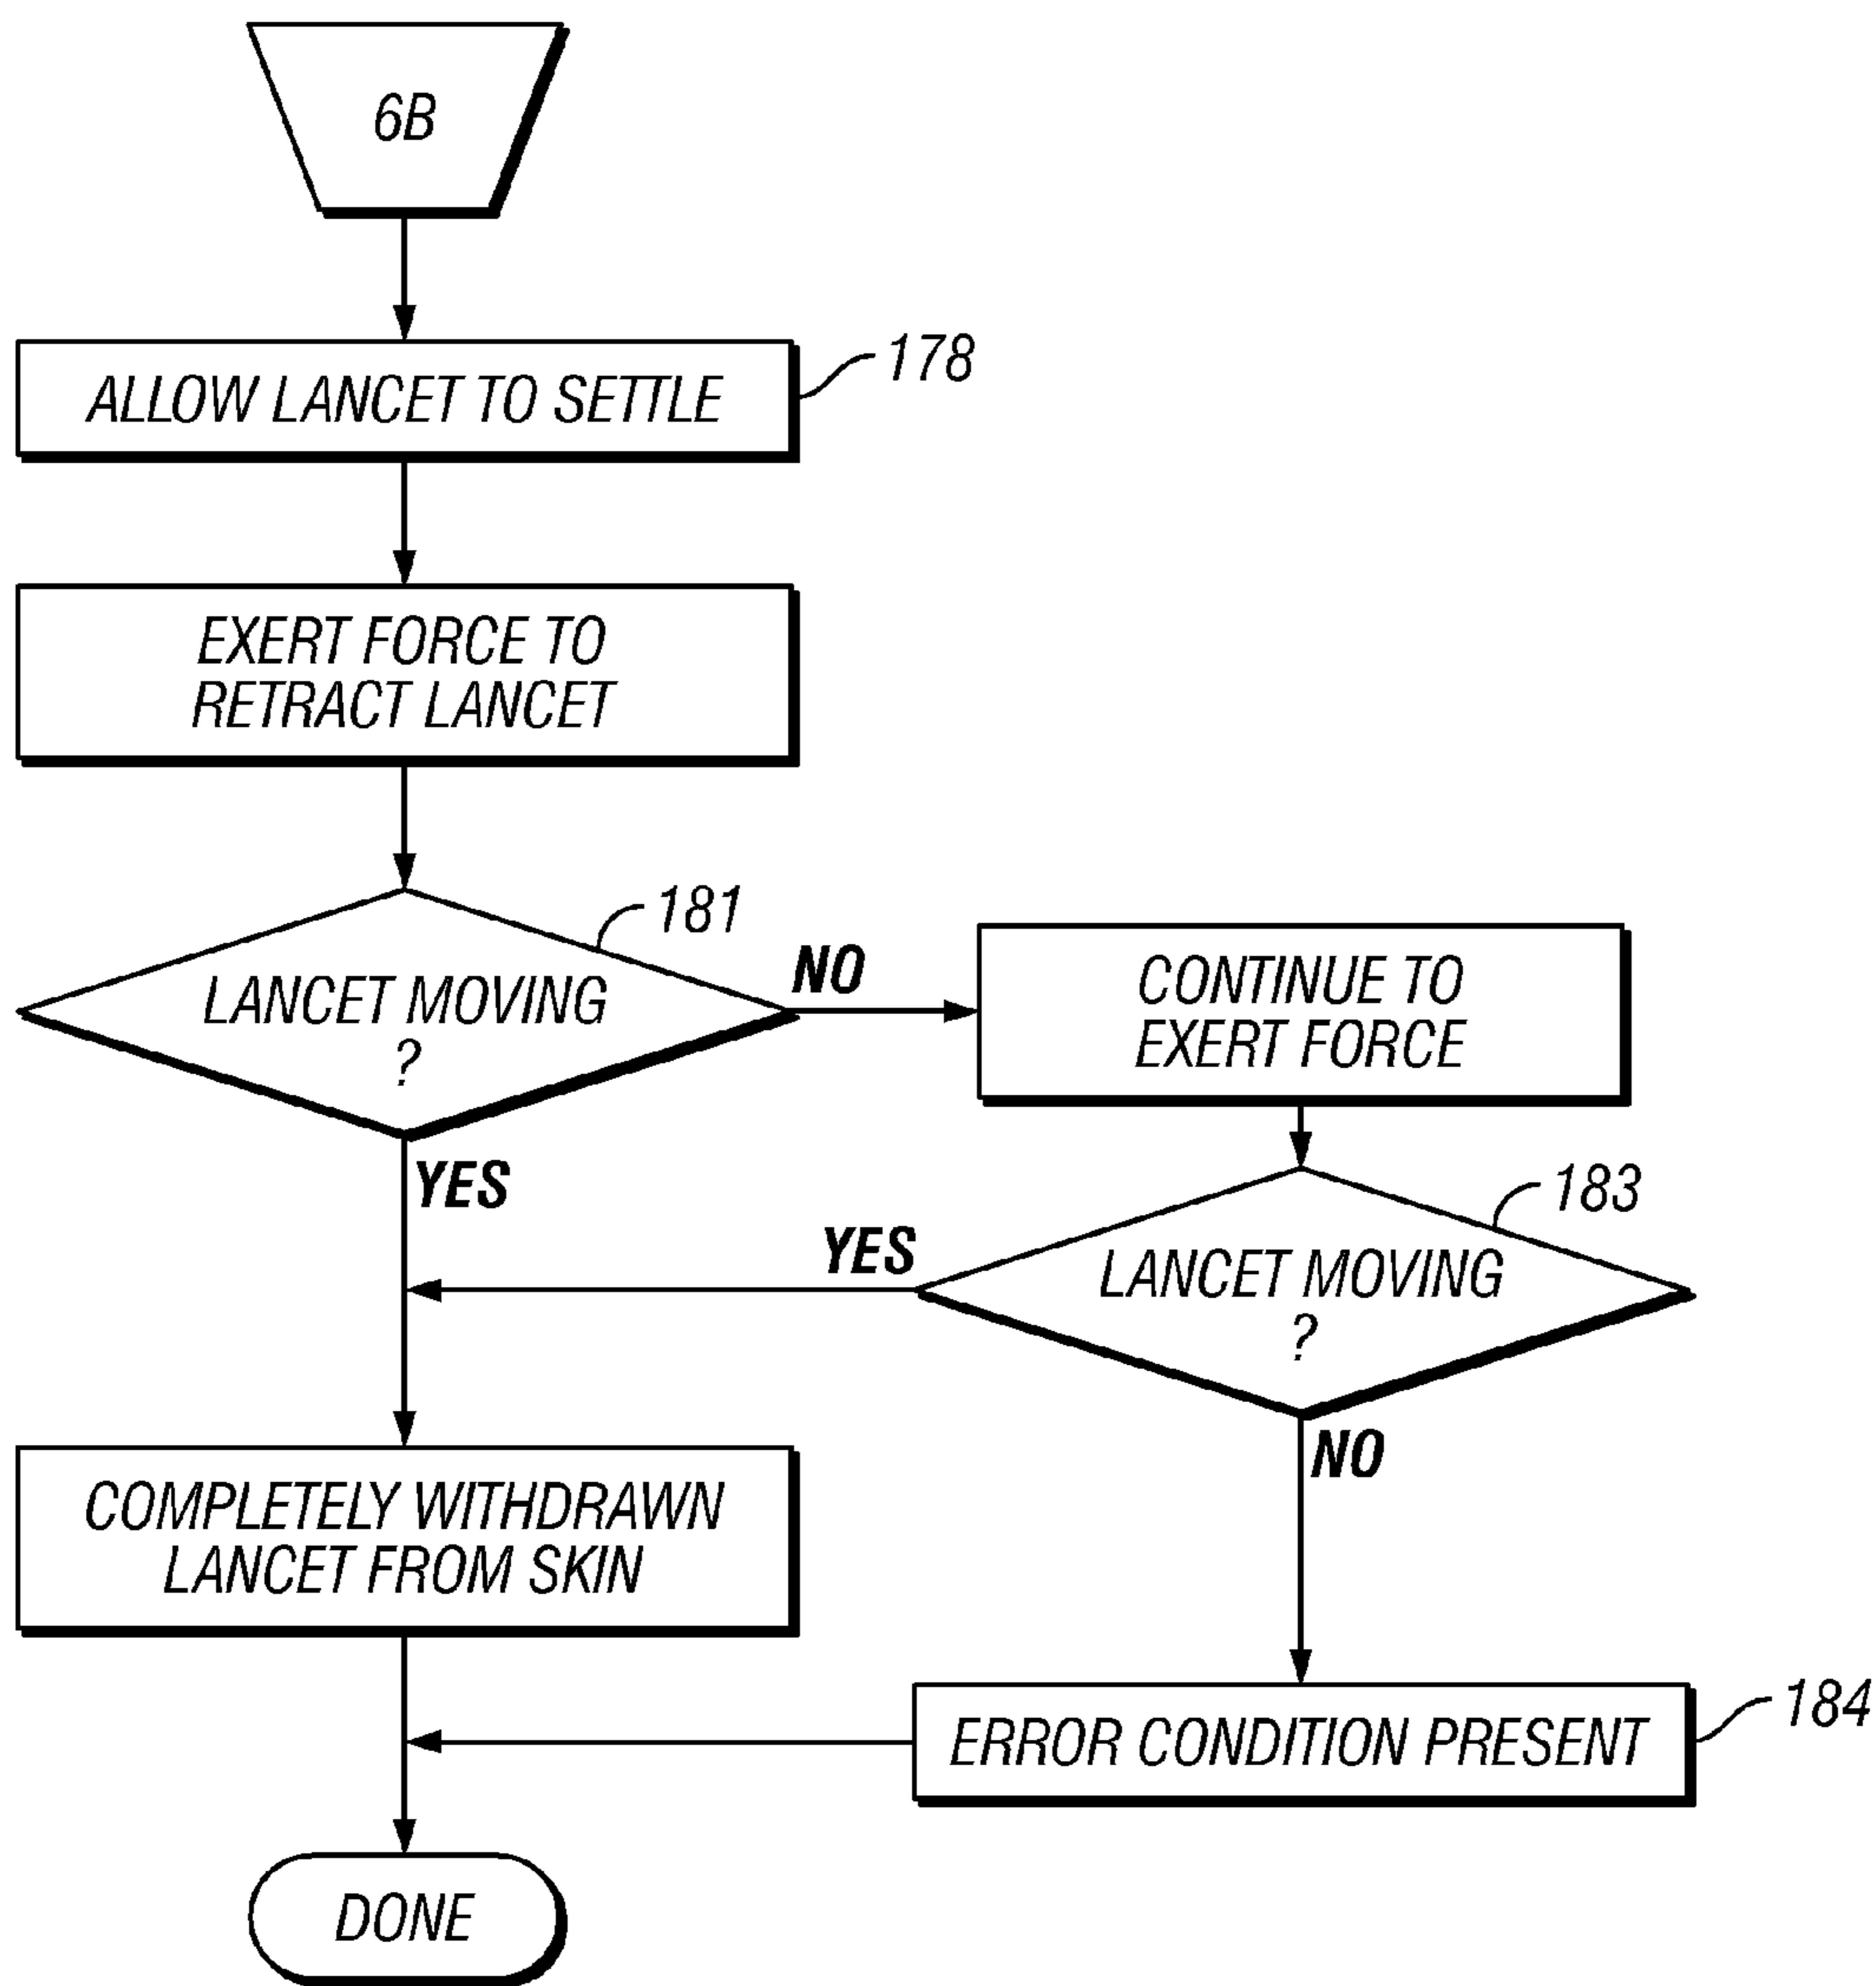 6B
ALLOW LANCET TO SETTLE
178
EXERT FORCE TO
RETRACT LANCET
181
LANCET MOVING
?
NO
YES
CONTINUE TO
EXERT FORCE
183
LANCET MOVING
?
YES
NO
COMPLETELY WITHDRAWN
LANCET FROM SKIN
184
ERROR CONDITION PRESENT
DONE